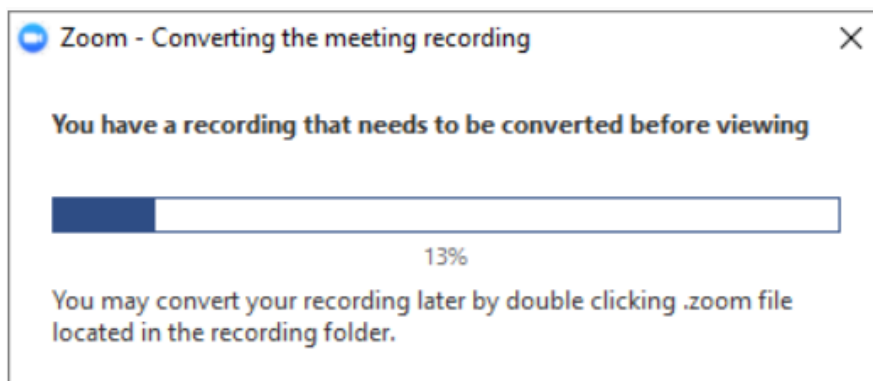 Zoom - Converting the meeting recording
You have a recording that needs to be converted before viewing
13%
You may convert your recording later by double clicking .zoom file
located in the recording folder.